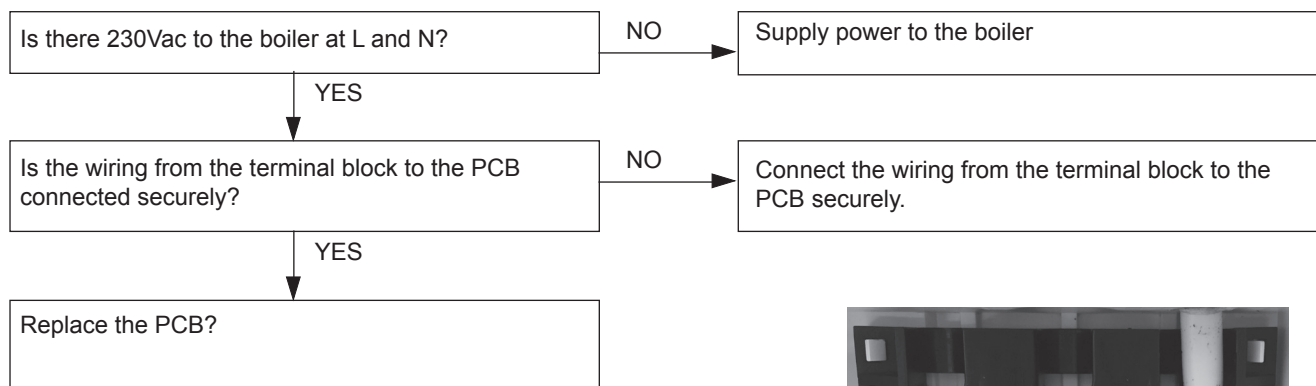 Is there 230Vac to the boiler at L and N?
NO
Supply power to the boiler
YES
Is the wiring from the terminal block to the PCB
connected securely?
NO
Connect the wiring from the terminal block to the
PCB securely.
YES
Replace the PCB?